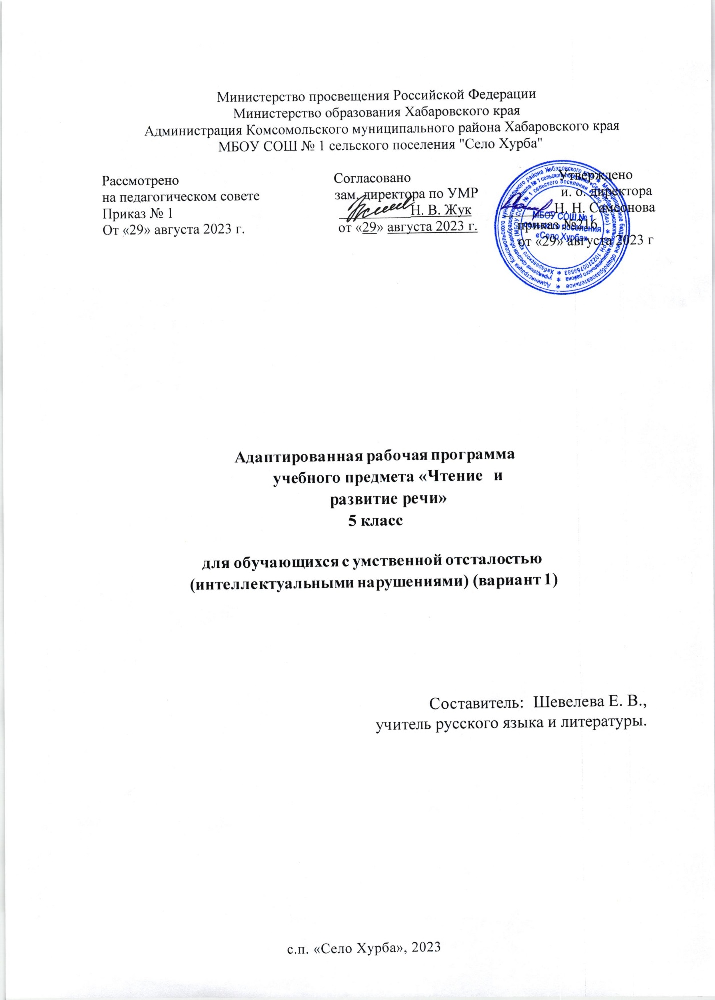 Министерство просвещения Российской Федерации
Министерство образования Хабаровского края
Администрация Комсомольского муниципального района Хабаровского края
МБОУ СОШ № 1 сельского поселения "Село Хурба"
Рассмотрено
на педагогическом совете
Приказ № 1
От «29» августа 2023 г.
Согласовано
зам. директора по УМР
Н. В. Жук
от «29» августа 2023 г.
Утверждено
и. о. директора
Н. Н. Самсонова
приказ №216
от «29» августа 2023 г
МБОУ СОШ № 1
сельского поселения
«Село Хурба»
Адаптированная рабочая программа
учебного предмета «Чтение и
развитие речи»
5 класс
для обучающихся с умственной отсталостью
(интеллектуальными нарушениями) (вариант 1)
Составитель: Шевелева Е. В.,
учитель русского языка и литературы.
с.п. «Село Хурба», 2023